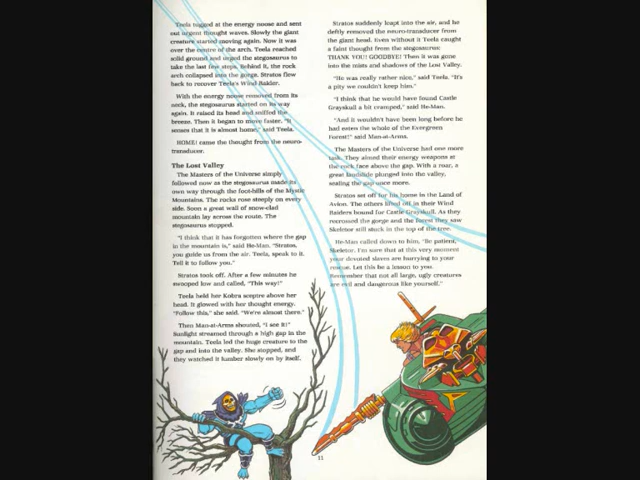 Teela tugged at the energy noose and sent
out urgent thought waves. Slowly the giant
creature started moving again. Now it was
over the centre of the arch. Teela reached
solid ground and urged the stegosaurus to
take the last few steps. Behind it, the rock
arch collapsed into the gorge. Stratos flew
back to recover Teela's Wind Raider.
With the energy noose removed from its
neck, the stegosaurus started on its way
again. It raised its head and sniffed the
breeze. Then it began to move faster. "It
senses that it is almost home," said Teela.
HOME! came the thought from the neuro-
transducer.
The Lost Valley
The Masters of the Universe simply
followed now as the stegosaurus made its
own way through the foot-hills of the Mystic
Mountains. The rocks rose steeply on every
side. Soon a great wall of snow-clad
mountain lay across the route. The
stegosaurus stopped.
"I think that it has forgotten where the gap
in the mountain is," said He-Man. "Stratos,
you guide us from the air. Teela, speak to it.
Tell it to follow you."
Stratos took off. After a few minutes he
swooped low and called, "This way!"
Teela held her Kobra sceptre above her
head. It glowed with her thought energy.
"Follow this," she said. "We're almost there."
Then Man-at-Arms shouted, "I see it!"
Sunlight streamed through a high gap in the
mountain. Teela led the huge creature to the
gap and into the valley. She stopped, and
they watched it lumber slowly on by itself.
Stratos suddenly leapt into the air, and he
deftly removed the neuro-transducer from
the giant head. Even without it Teela caught
a faint thought from the stegosaurus:
THANK YOU! GOODBYE! Then it was gone
into the mists and shadows of the Lost Valley.
"He was really rather nice," said Teela. "It's
a pity we couldn't keep him."
"I think that he would have found Castle
Grayskull a bit cramped," said He-Man.
"And it wouldn't have been long before he
had eaten the whole of the Evergreen
Forest!" said Man-at-Arms.
The Masters of the Universe had one more
task. They aimed their energy weapons at
the rock face above the gap. With a roar, a
great landslide plunged into the valley,
sealing the gap once more.
Stratos set off for his home in the Land of
Avion. The others lifted off in their Wind
Raiders bound for Castle Grayskull. As they
recrossed the gorge and the forest they saw
Skeletor still stuck in the top of the tree.
He-Man called down to him, "Be patient,
Skeletor. I'm sure that at this very moment
your devoted slaves are hurrying to your
rescue. Let this be a lesson to you.
Remember that not all large, ugly creatures
are evil and dangerous like yourself."
31